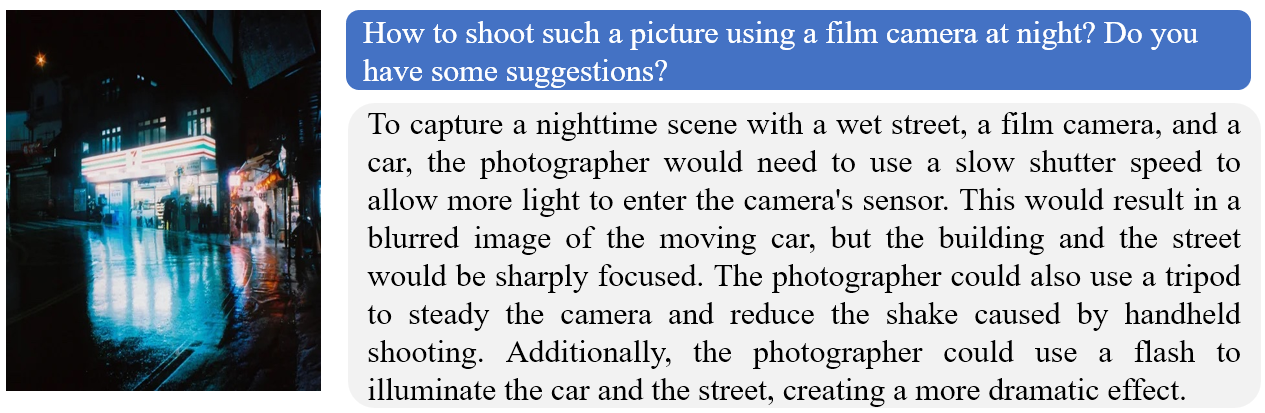 How to shoot such a picture using a film camera at night? Do you
have some suggestions?
To capture a nighttime scene with a wet street, a film camera, and a
car, the photographer would need to use a slow shutter speed to
allow more light to enter the camera's sensor. This would result in a
blurred image of the moving car, but the building and the street
would be sharply focused. The photographer could also use a tripod
to steady the camera and reduce the shake caused by handheld
shooting. Additionally, the photographer could use a flash to
illuminate the car and the street, creating a more dramatic effect.
7